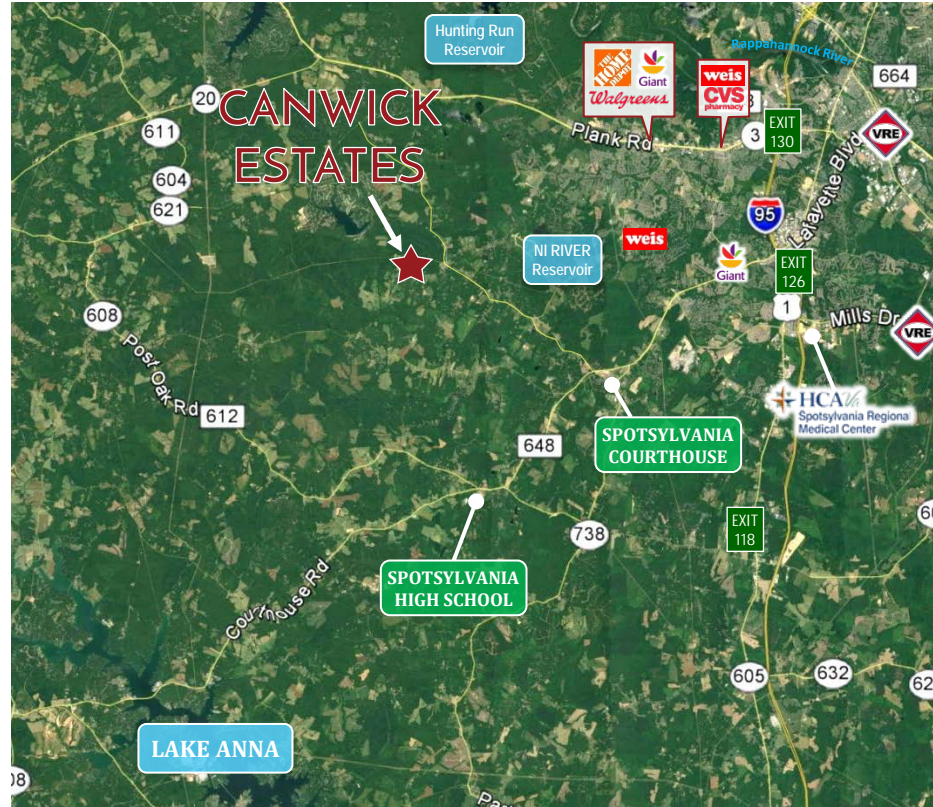 Hunting Run
Reservoir
Rappahannock River
664
THE
HOME
DEPOT
Giant
Walgreens
weis
CVS
pharmacy
20
CANWICK
ESTATES
611
Plank Rd
3
EXIT
130
VRE
604
621
95
Lafayette Blvd
weis
NI RIVER
Reservoir
Giant
EXIT
126
1
Mills Dr
VRE
608
Post Oak Rd
612
HCAVa
Spotsylvania Regional
Medical Center
648
SPOTSYLVANIA
COURTHOUSE
EXIT
118
738
SPOTSYLVANIA
HIGH SCHOOL
Courthouse Rd
605
632
LAKE ANNA